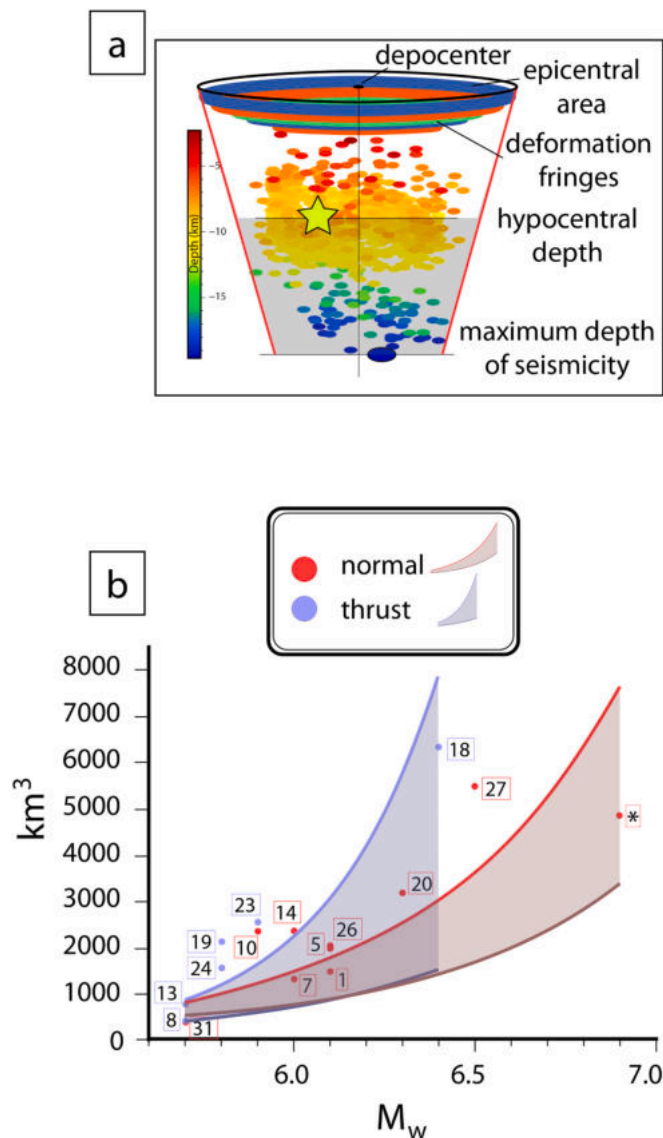 a
depocenter
epicentral
area
deformation
fringes
hypocentral
depth
maximum depth
of seismicity
Depth (km)
−5
−10
−15
b
normal
thrust
km³
8000
7000
6000
5000
4000
3000
2000
1000
0
18
27
*
20
23
14
26
19
10
5
24
1
13
7
8
31
6.0
6.5
7.0
Mw